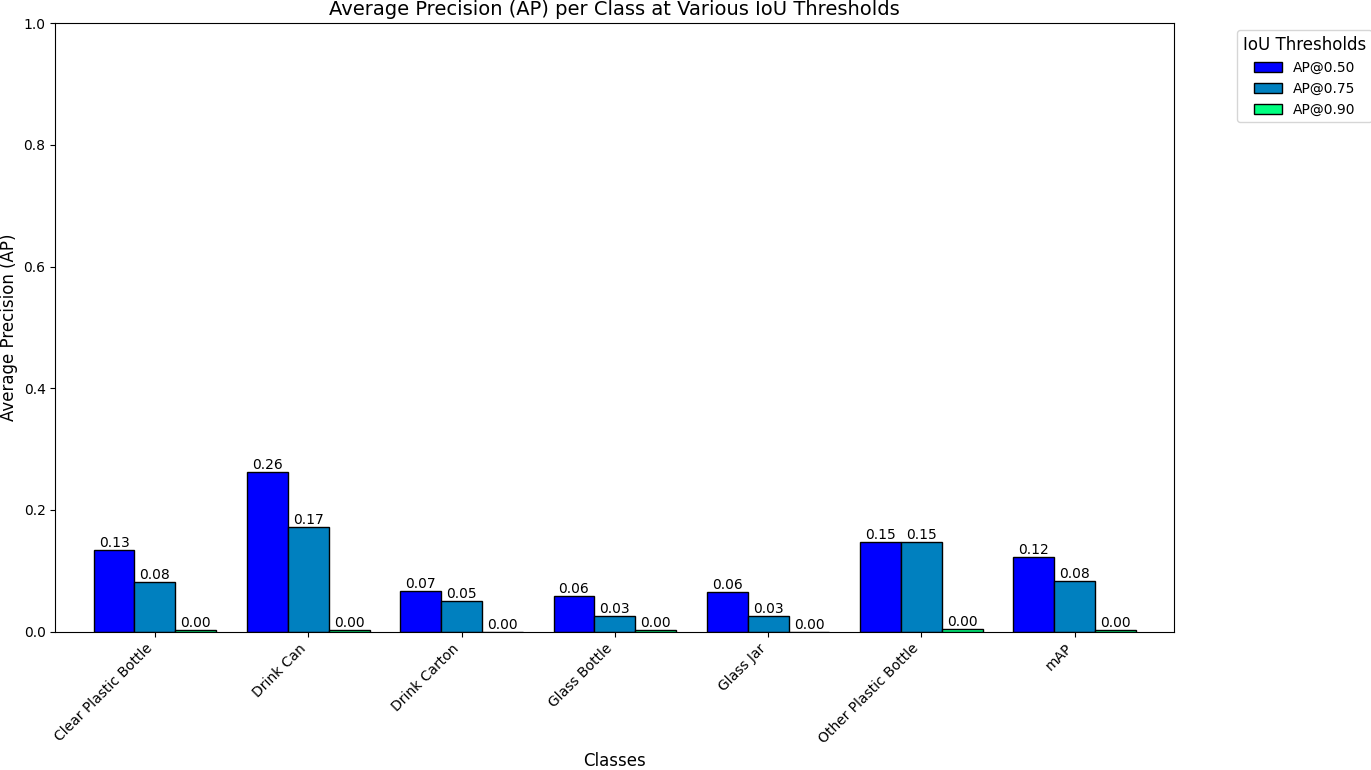 Average Precision (AP) per Class at Various IoU Thresholds
IoU Thresholds
AP@0.50
AP@0.75
AP@0.90
Average Precision (AP)
1.0
0.8
0.6
0.4
0.2
0.0
0.13
0.08
0.00
0.26
0.17
0.00
0.07
0.05
0.00
0.06
0.03
0.00
0.06
0.03
0.00
0.15
0.15
0.00
0.12
0.08
0.00
Clear Plastic Bottle
Drink Can
Drink Carton
Glass Bottle
Glass Jar
Other Plastic Bottle
mAP
Classes